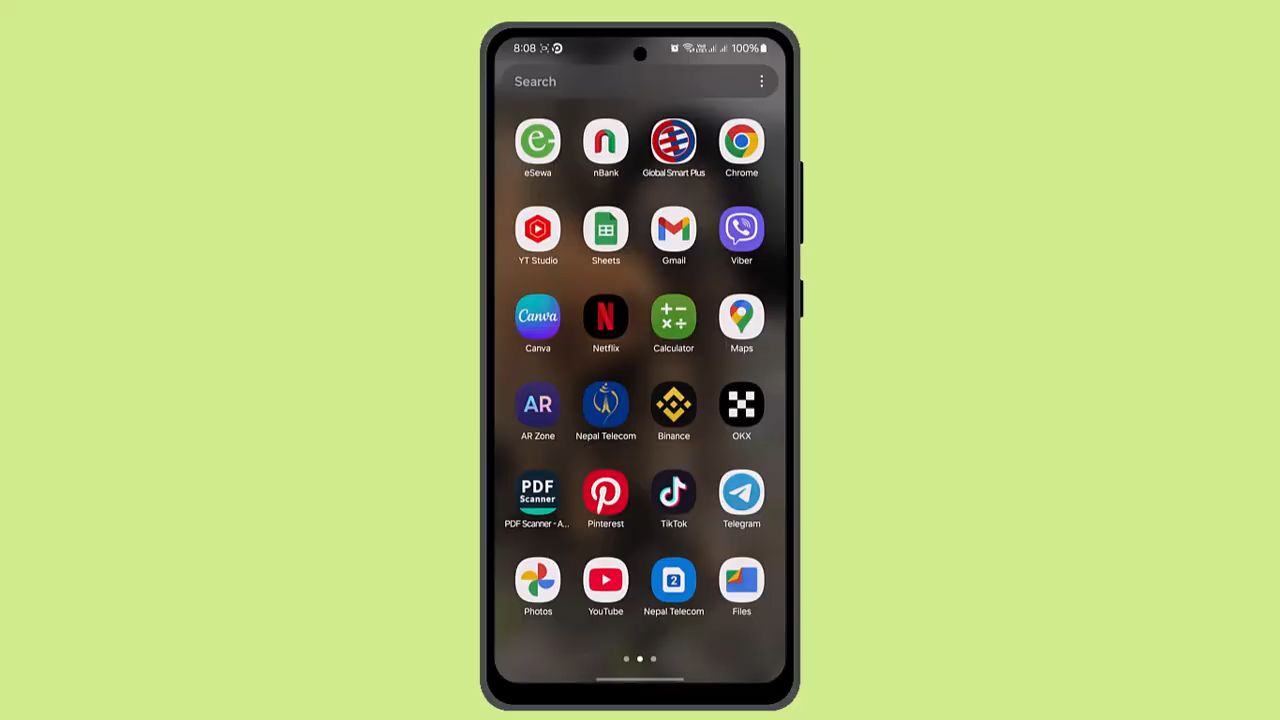 8:08 100%
Search
eSewa nBank Global Smart Plus Chrome
YT Studio Sheets Gmail Viber
Canva
Canva Netflix Calculator Maps
AR
AR Zone Nepal Telecom Binance OKX
PDF
Scanner
PDF Scanner - A... Pinterest TikTok Telegram
2
Photos YouTube Nepal Telecom Files